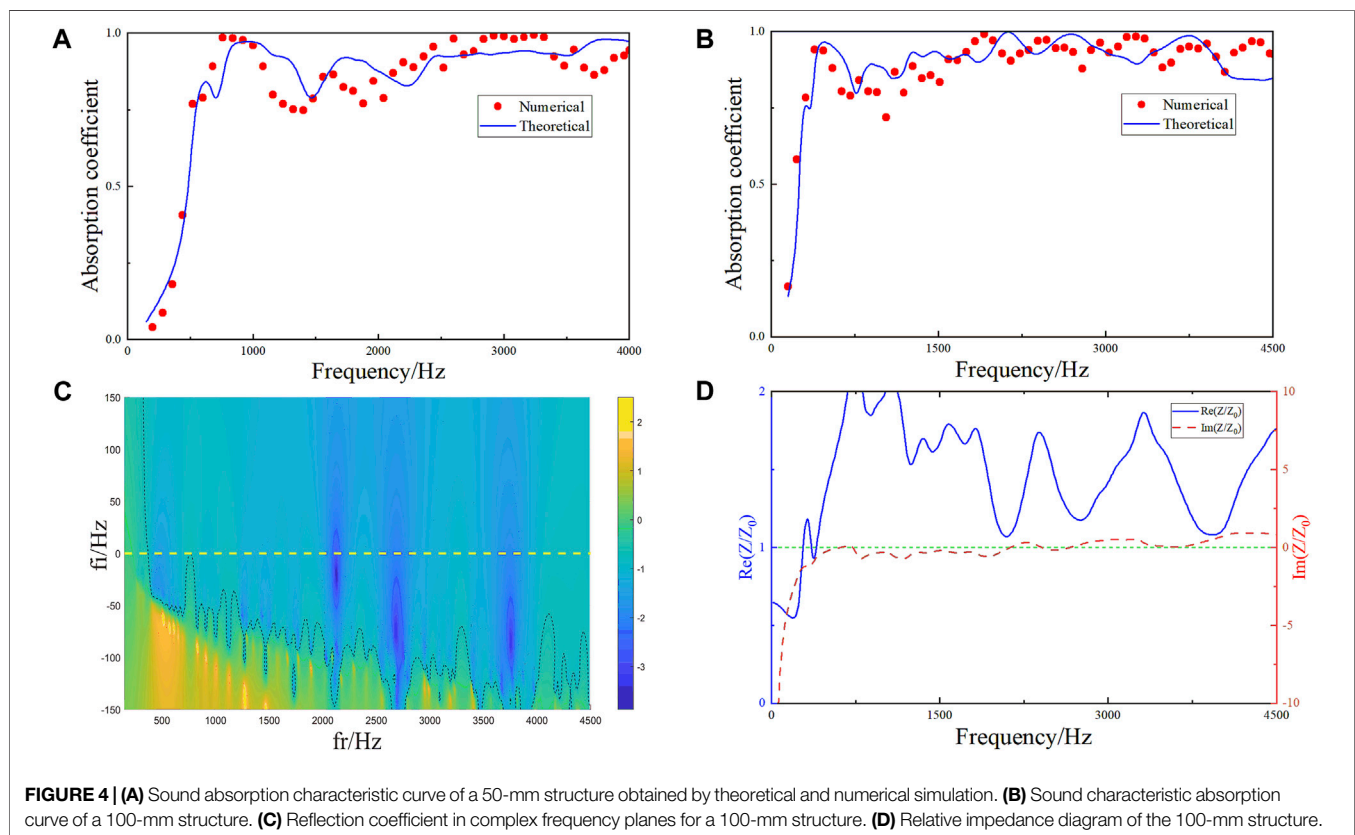 A
1.0
0.5
0.0
Absorption coefficient
Numerical
Theoretical
0
1000
2000
3000
4000
Frequency/Hz
B
1.0
0.5
0.0
Absorption coefficient
Numerical
Theoretical
0
1500
3000
4500
Frequency/Hz
C
150
100
50
0
-50
-100
-150
fi/Hz
500
1000
1500
2000
2500
3000
3500
4000
4500
fr/Hz
2
1
0
-1
-2
-3
D
2
1
0
Re(Z/Z₀)
Re(Z/Z₀)
Im(Z/Z₀)
10
5
0
-5
-10
Im(Z/Z₀)
0
1500
3000
4500
Frequency/Hz
FIGURE 4 | (A) Sound absorption characteristic curve of a 50-mm structure obtained by theoretical and numerical simulation. (B) Sound characteristic absorption
curve of a 100-mm structure. (C) Reflection coefficient in complex frequency planes for a 100-mm structure. (D) Relative impedance diagram of the 100-mm structure.